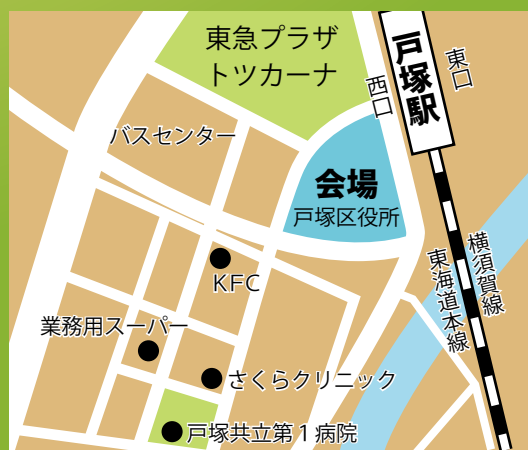 東急プラザ
トツカーナ
戸塚駅
東口
西口
バスセンター
会場
戸塚区役所
KFC
横須賀線
東海道本線
業務用スーパー
さくらクリニック
戸塚共立第1病院